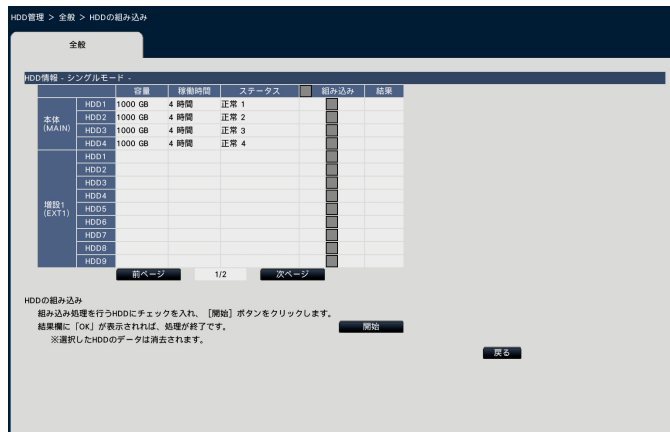 HDD管理 > 全般 > HDDの組み込み
全般
HDD情報 - シングルモード -
容量 稼働時間 ステータス 組み込み 結果
本体 (MAIN)
HDD1 1000 GB 4 時間 正常 1
HDD2 1000 GB 4 時間 正常 2
HDD3 1000 GB 4 時間 正常 3
HDD4 1000 GB 4 時間 正常 4
増設1 (EXT1)
HDD1
HDD2
HDD3
HDD4
HDD5
HDD6
HDD7
HDD8
HDD9
前ページ 1/2 次ページ
HDDの組み込み
組み込み処理を行うHDDにチェックを入れ、［開始］ボタンをクリックします。
結果欄に「OK」が表示されれば、処理が終了です。 開始
※選択したHDDのデータは消去されます。
戻る